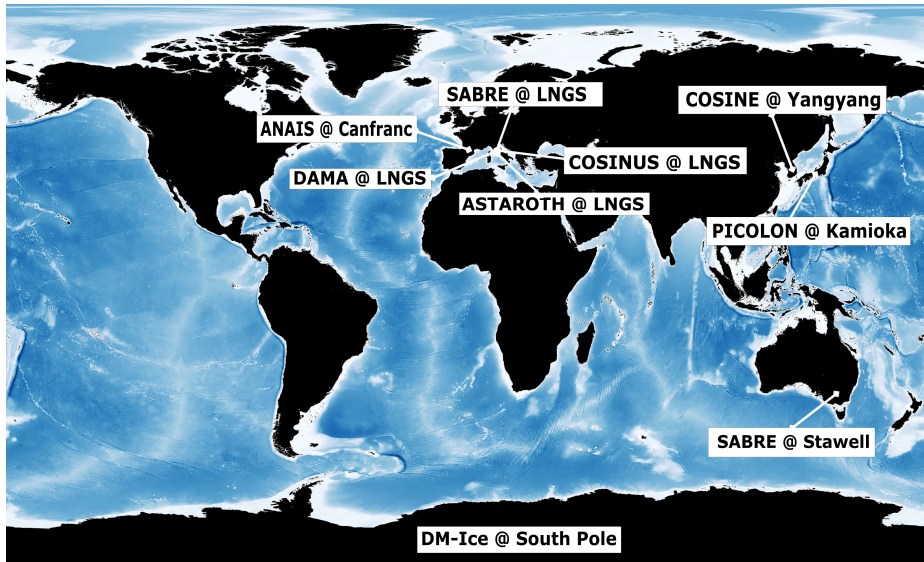 SABRE @ LNGS
COSINE @ Yangyang
ANAIS @ Canfranc
COSINUS @ LNGS
DAMA @ LNGS
ASTAROTH @ LNGS
PICOLON @ Kamioka
SABRE @ Stawell
DM-Ice @ South Pole